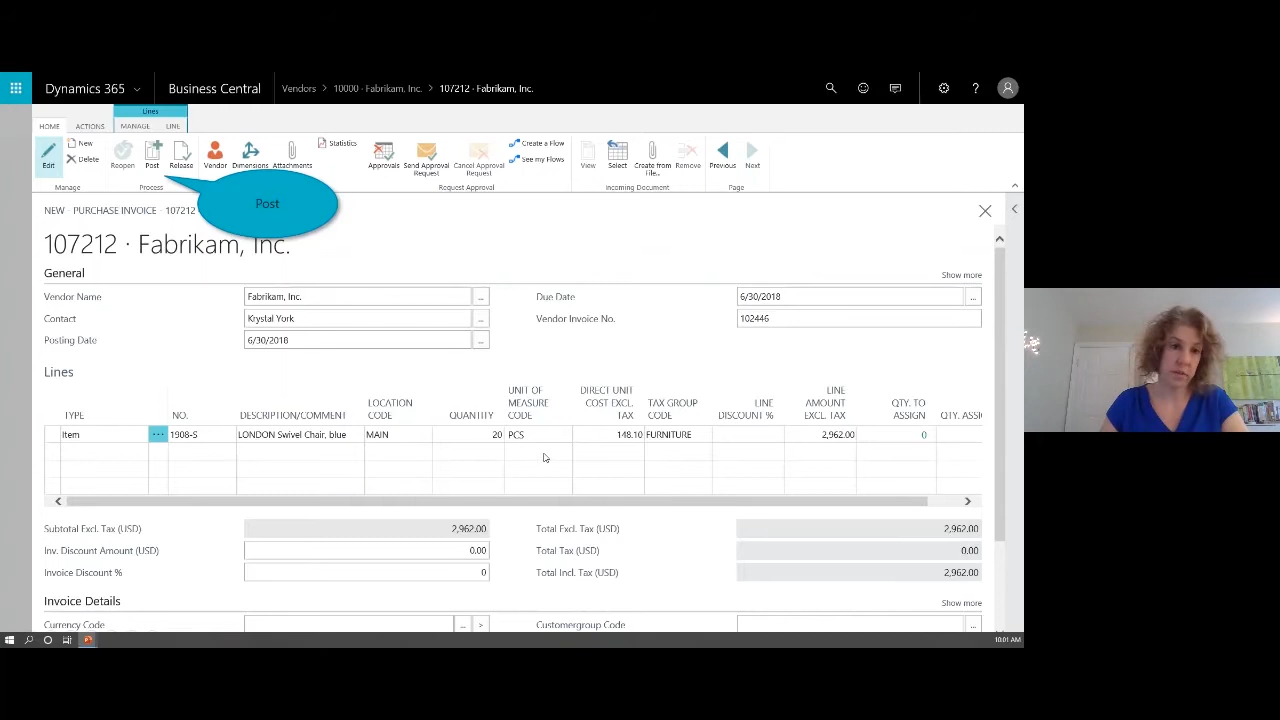 Dynamics 365 Business Central Vendors > 10000 · Fabrikam, Inc. > 107212 · Fabrikam, Inc. ?
Lines
HOME ACTIONS MANAGE LINE
Edit New Delete Reopen Post Release Vendor Dimensions Attachments Statistics Approvals Send Approval Request Cancel Approval Request Create a Flow See my Flows View Select Create from File... Remove Previous Next
Manage Process Request Approval Incoming Document Page
Post
NEW · PURCHASE INVOICE · 107212
107212 · Fabrikam, Inc.
General Show more
Vendor Name Fabrikam, Inc. ... Due Date 6/30/2018 ...
Contact Krystal York ... Vendor Invoice No. 102446
Posting Date 6/30/2018 ...
Lines
TYPE NO. DESCRIPTION/COMMENT LOCATION CODE QUANTITY UNIT OF MEASURE CODE DIRECT UNIT COST EXCL. TAX TAX GROUP CODE LINE DISCOUNT % LINE AMOUNT EXCL. TAX QTY. TO ASSIGN QTY. ASSI
Item ... 1908-S LONDON Swivel Chair, blue MAIN 20 PCS 148.10 FURNITURE 2,962.00 0
Subtotal Excl. Tax (USD) 2,962.00 Total Excl. Tax (USD) 2,962.00
Inv. Discount Amount (USD) 0.00 Total Tax (USD) 0.00
Invoice Discount % 0 Total Incl. Tax (USD) 2,962.00
Invoice Details Show more
Currency Code ... > Customergroup Code ...
10:01 AM